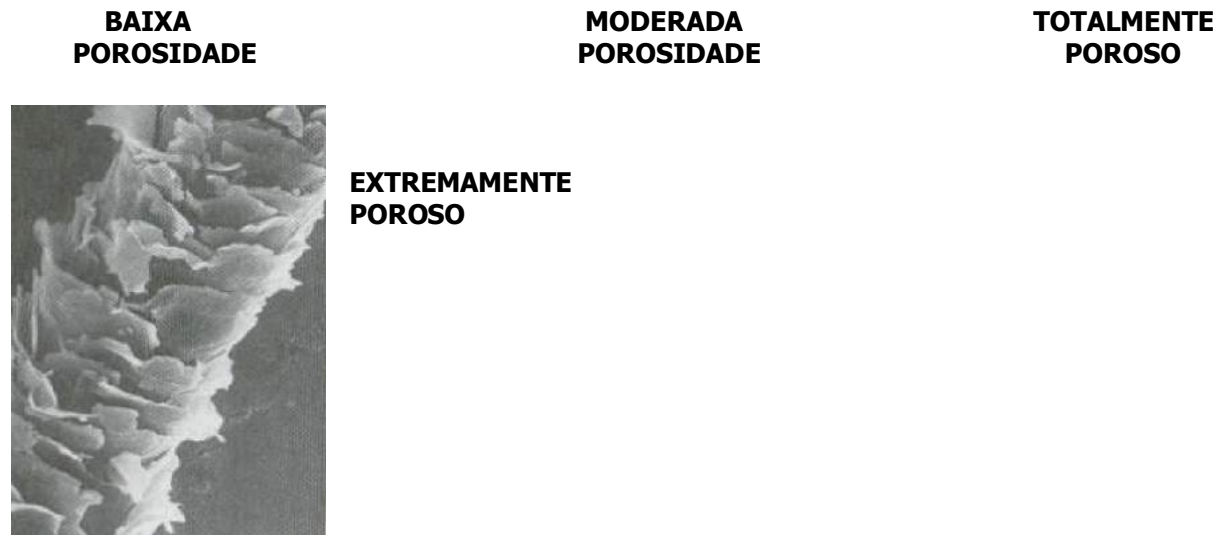 BAIXA
POROSIDADE
MODERADA
POROSIDADE
TOTALMENTE
POROSO
EXTREMAMENTE
POROSO